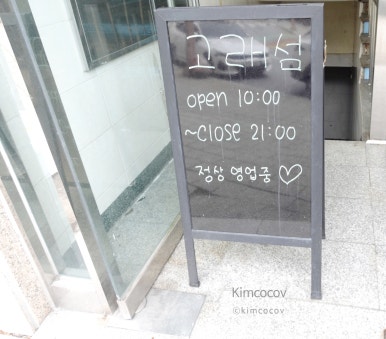 고래섬
open 10:00
~close 21:00
정상 영업중 ♡
Kimcocov
©kimcocov